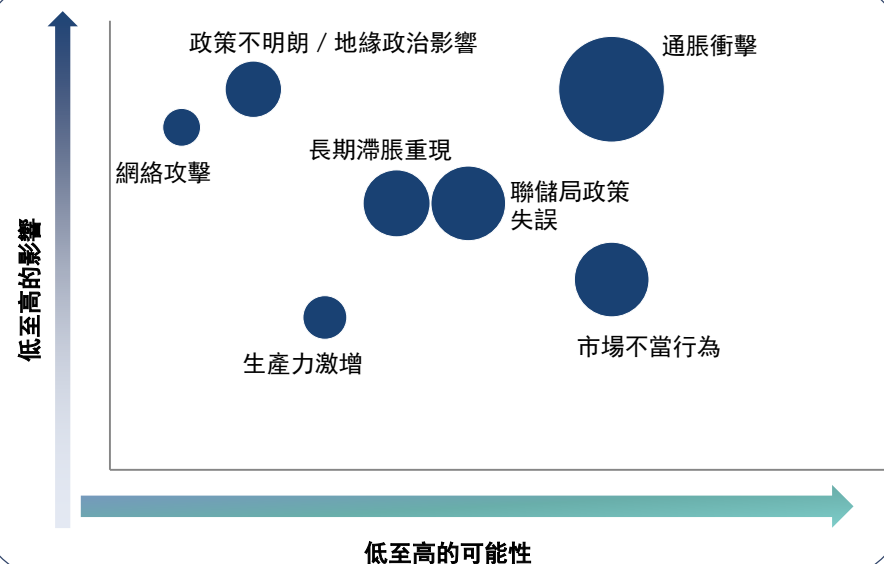 政策不明朗 / 地緣政治影響
通脹衝擊
網絡攻擊
長期滯脹重現
聯儲局政策
失誤
生產力激增
市場不當行為
低至高的影響
低至高的可能性